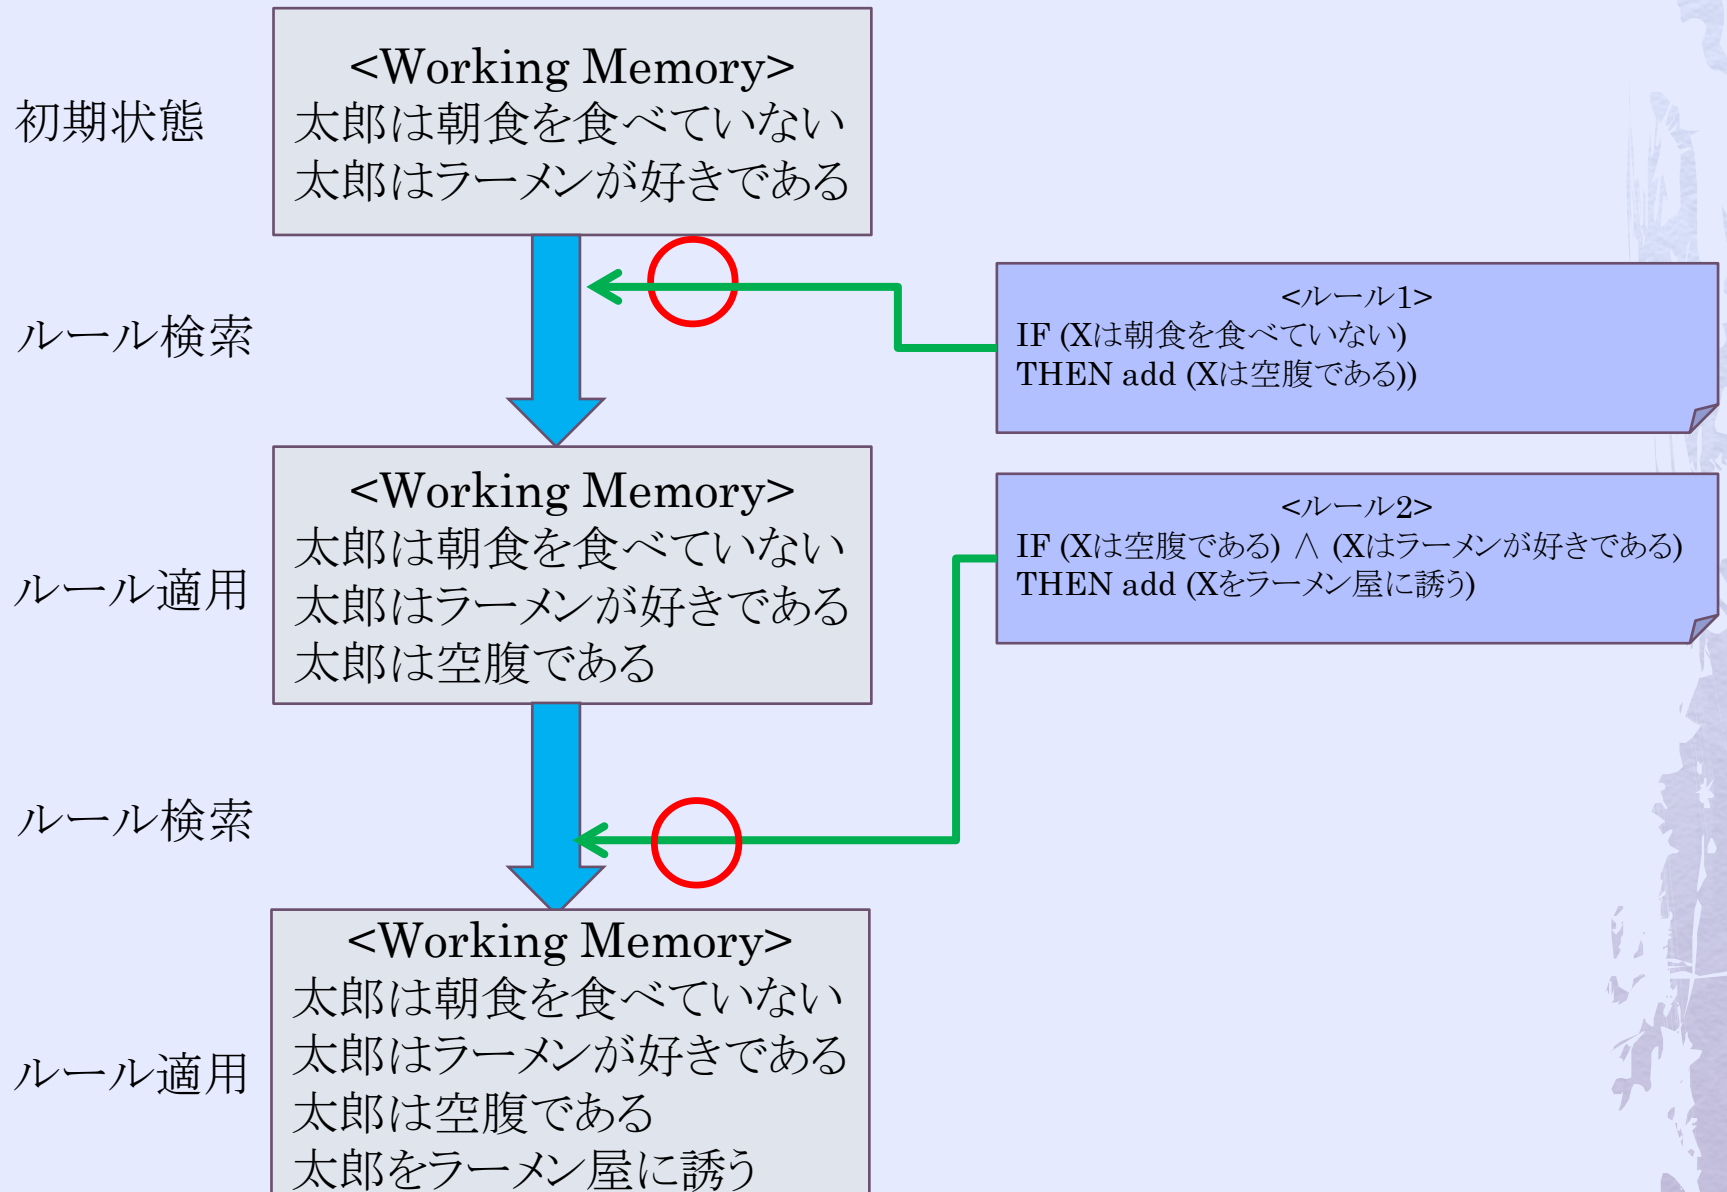 初期状態
<Working Memory>
太郎は朝食を食べていない
太郎はラーメンが好きである
ルール検索
<ルール1>
IF (Xは朝食を食べていない)
THEN add (Xは空腹である))
ルール適用
<Working Memory>
太郎は朝食を食べていない
太郎はラーメンが好きである
太郎は空腹である
<ルール2>
IF (Xは空腹である) ∧ (Xはラーメンが好きである)
THEN add (Xをラーメン屋に誘う)
ルール検索
ルール適用
<Working Memory>
太郎は朝食を食べていない
太郎はラーメンが好きである
太郎は空腹である
太郎をラーメン屋に誘う